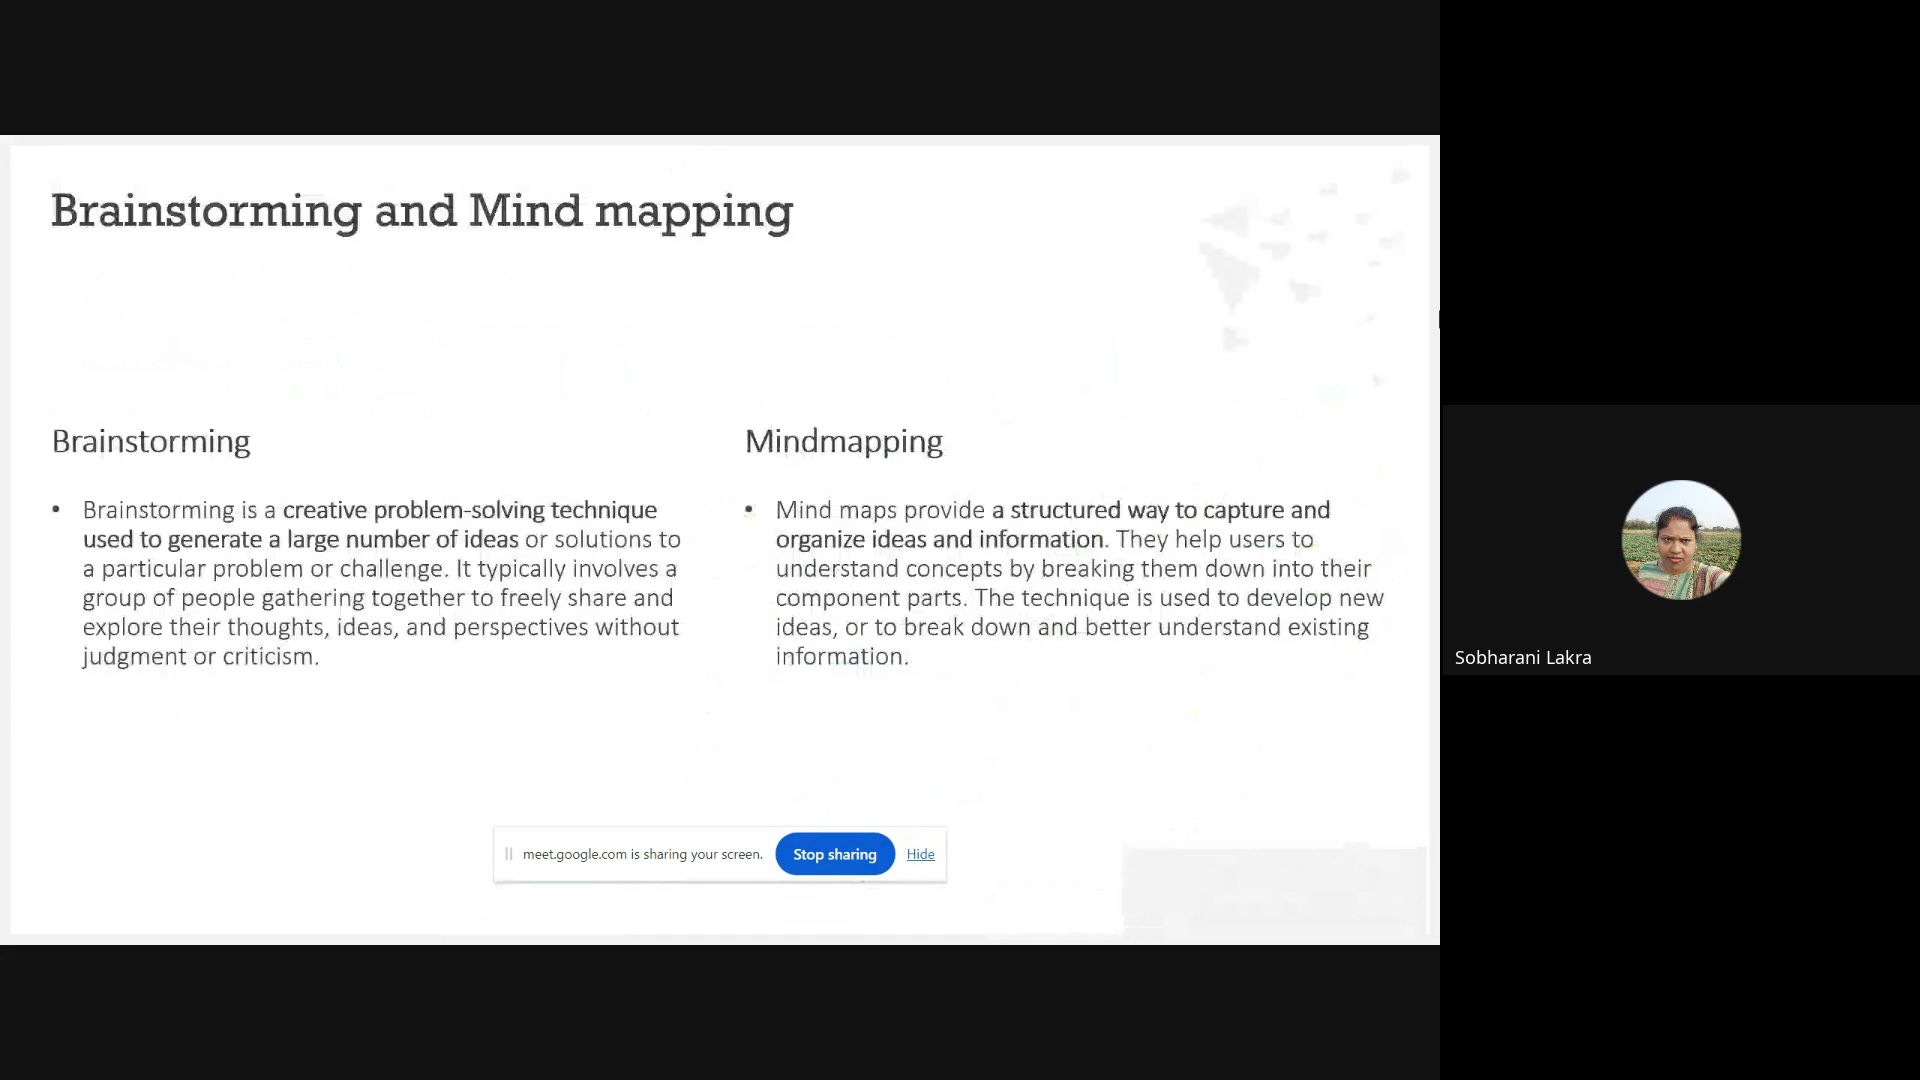 Brainstorming and Mind mapping
Brainstorming
• Brainstorming is a creative problem-solving technique
used to generate a large number of ideas or solutions to
a particular problem or challenge. It typically involves a
group of people gathering together to freely share and
explore their thoughts, ideas, and perspectives without
judgment or criticism.
Mindmapping
• Mind maps provide a structured way to capture and
organize ideas and information. They help users to
understand concepts by breaking them down into their
component parts. The technique is used to develop new
ideas, or to break down and better understand existing
information.
meet.google.com is sharing your screen. Stop sharing Hide
Sobharani Lakra